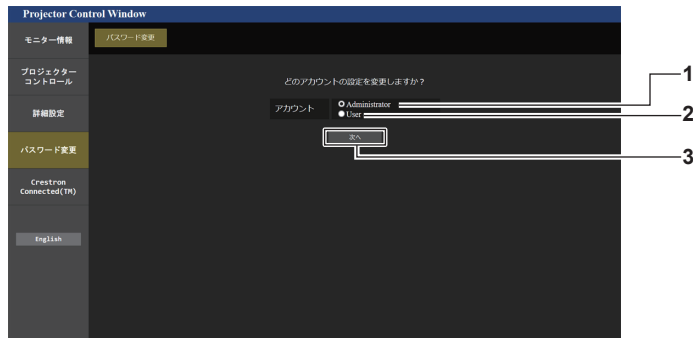 Projector Control Window
モニター情報
パスワード変更
プロジェクター
コントロール
どのアカウントの設定を変更しますか？
1
アカウント
Administrator
User
2
詳細設定
次へ
3
パスワード変更
Crestron
Connected(TM)
English